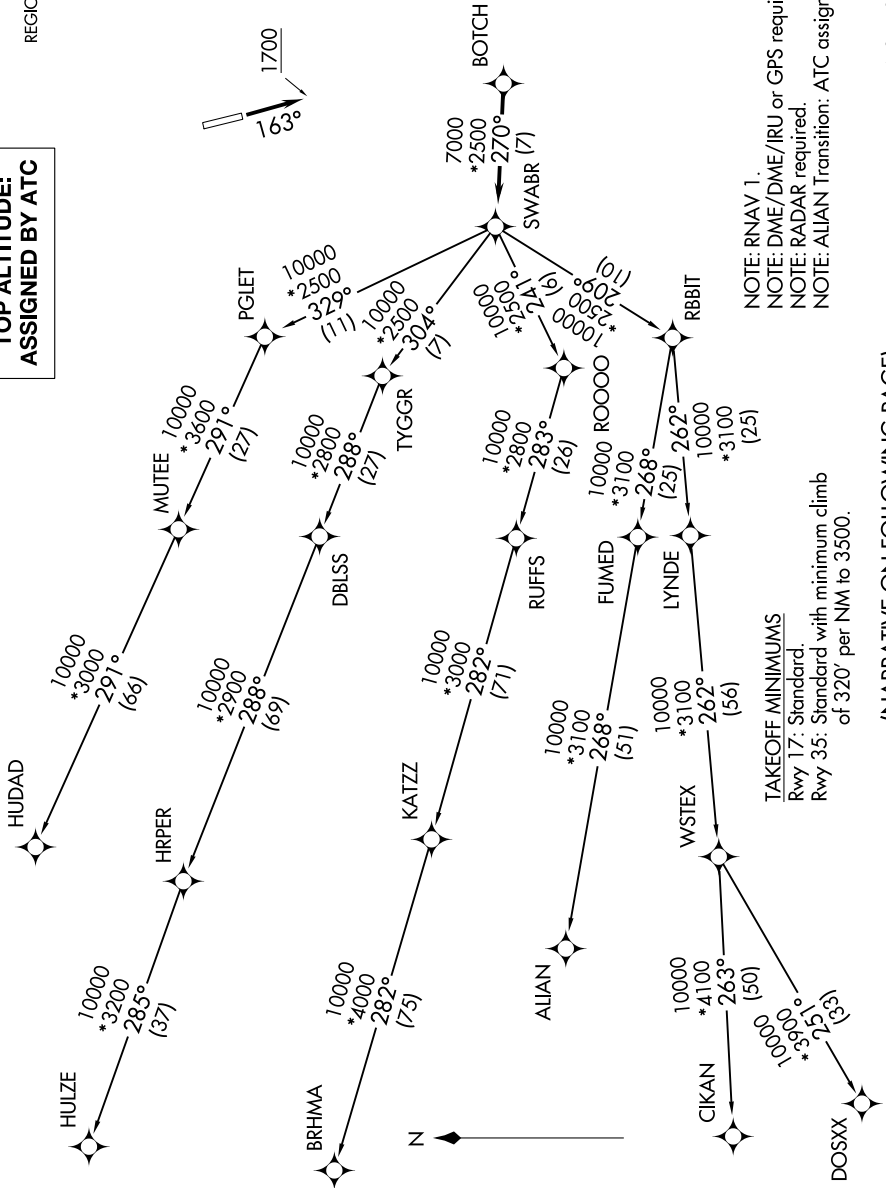 REGIO
TOP ALTITUDE:
ASSIGNED BY ATC
1700
163°
BOTCH
7000
*2500
270°
(7)
SWABR
PGLET
10000
*2500
329°
(11)
10000
*2500
304°
(7)
TYGGR
10000
*2500
241°
(6)
ROOOO
10000
*2500
209°
(10)
RBBIT
MUTEE
10000
*3600
291°
(27)
10000
*2800
288°
(27)
DBLSS
10000
*2800
283°
(26)
RUFFS
10000
*3100
268°
(25)
FUMED
262°
10000
*3100
(25)
LYNDE
HUDAD
10000
*3000
291°
(66)
HRPER
10000
*2900
288°
(69)
KATZZ
10000
*3000
282°
(71)
ALIAN
10000
*3100
268°
(51)
WSTEX
10000
*3100
262°
(56)
HULZE
10000
*3200
285°
(37)
BRHMA
10000
*4000
282°
(75)
CIKAN
10000
*4100
263°
(50)
DOSXX
10000
*3900
251°
(33)
N
NOTE: RNAV 1.
NOTE: DME/DME/IRU or GPS requi
NOTE: RADAR required.
NOTE: ALIAN Transition: ATC assign
TAKEOFF MINIMUMS
Rwy 17: Standard.
Rwy 35: Standard with minimum climb
of 320' per NM to 3500.
(NARRATIVE ON FOLLOWING PAGE)